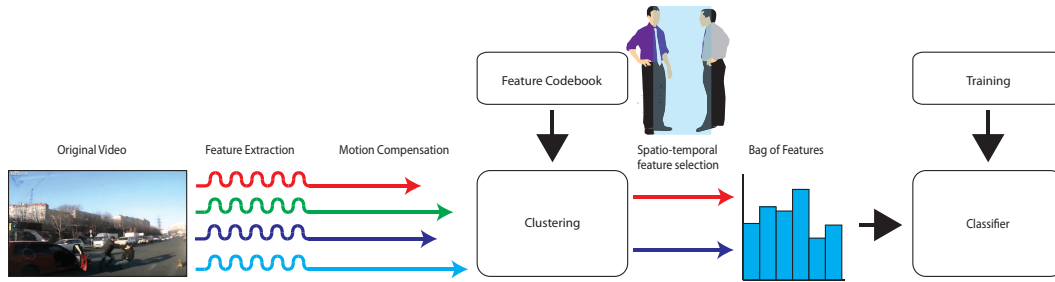 Feature Codebook
Training
Original Video
Feature Extraction
Motion Compensation
Spatio-temporal
feature selection
Bag of Features
Clustering
Classifier